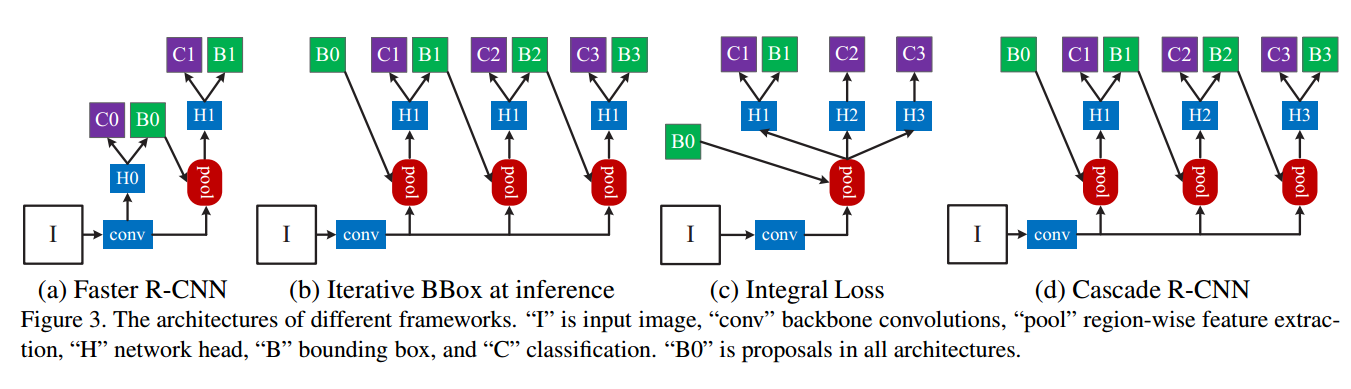 C1 B1 B0 C1 B1 C2 B2 C3 B3 C1 B1 C2 C3 B0 C1 B1 C2 B2 C3 B3
C0 B0 H1 H1 H1 H1 H1 H2 H3 H1 H2 H3
B0
H0 pool pool pool pool pool pool pool pool
I conv I conv I conv I conv
(a) Faster R-CNN (b) Iterative BBox at inference (c) Integral Loss (d) Cascade R-CNN
Figure 3. The architectures of different frameworks. “I” is input image, “conv” backbone convolutions, “pool” region-wise feature extrac-
tion, “H” network head, “B” bounding box, and “C” classification. “B0” is proposals in all architectures.